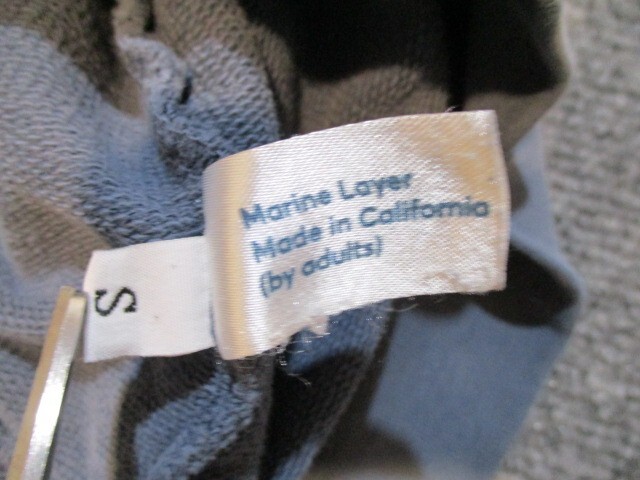 Marine Layer
Made in California
(by adults)
S